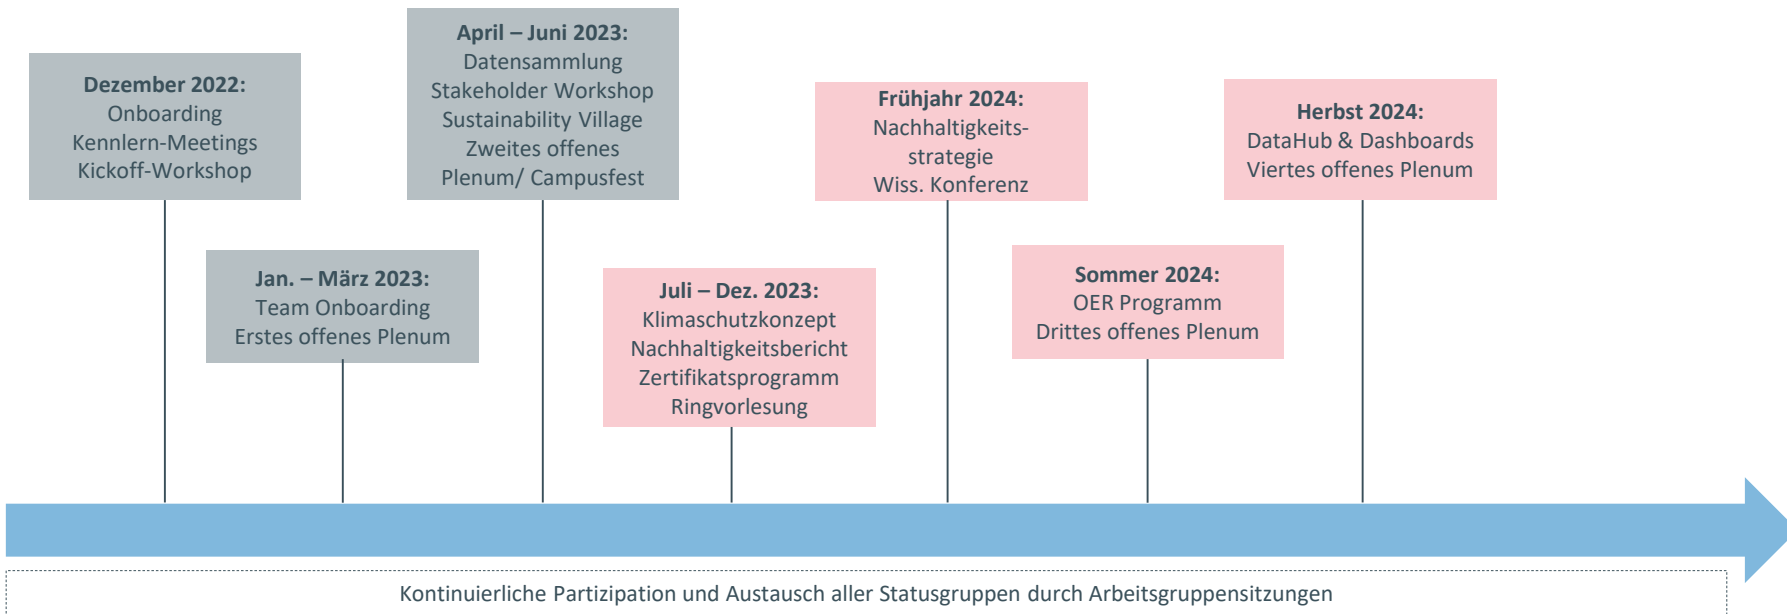 Dezember 2022:
Onboarding
Kennlern-Meetings
Kickoff-Workshop
Jan. – März 2023:
Team Onboarding
Erstes offenes Plenum
April – Juni 2023:
Datensammlung
Stakeholder Workshop
Sustainability Village
Zweites offenes
Plenum/ Campusfest
Juli – Dez. 2023:
Klimaschutzkonzept
Nachhaltigkeitsbericht
Zertifikatsprogramm
Ringvorlesung
Frühjahr 2024:
Nachhaltigkeits-
strategie
Wiss. Konferenz
Sommer 2024:
OER Programm
Drittes offenes Plenum
Herbst 2024:
DataHub & Dashboards
Viertes offenes Plenum
Kontinuierliche Partizipation und Austausch aller Statusgruppen durch Arbeitsgruppensitzungen